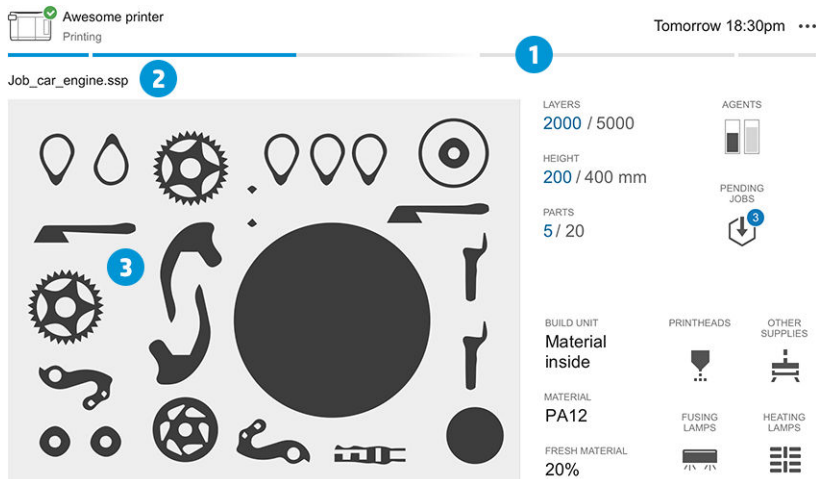 Awesome printer
Printing
Tomorrow 18:30pm
1
Job_car_engine.ssp
2
LAYERS
2000 / 5000
AGENTS
HEIGHT
200 / 400 mm
PENDING
JOBS
3
PARTS
5 / 20
3
BUILD UNIT
Material
inside
PRINTHEADS
OTHER
SUPPLIES
MATERIAL
PA12
FUSING
LAMPS
HEATING
LAMPS
FRESH MATERIAL
20%